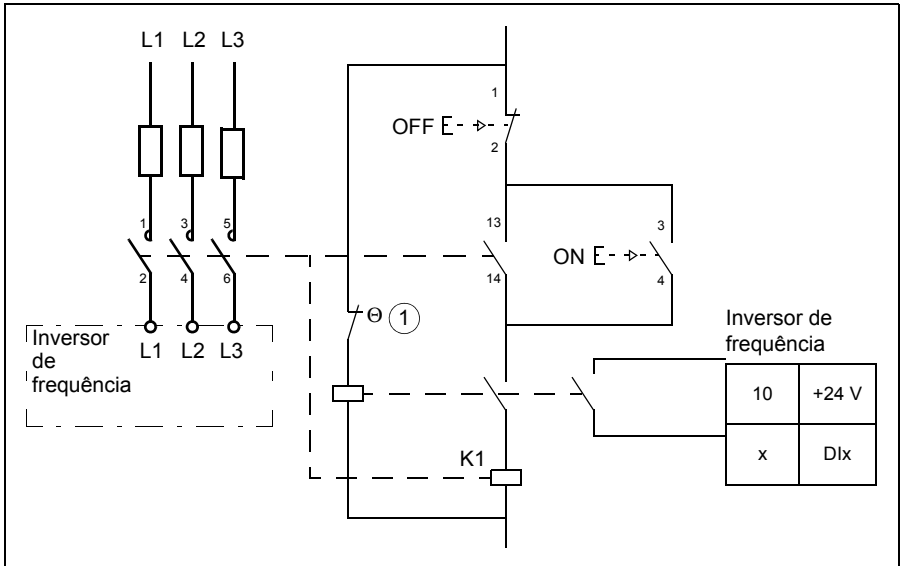 L1 L2 L3
1
OFF
2
1 3 5
13
3
ON
2 4 6
14
4
Θ 1
Inversor de
frequência
L1 L2 L3
Inversor
de
frequência
10 +24 V
K1
x DIx